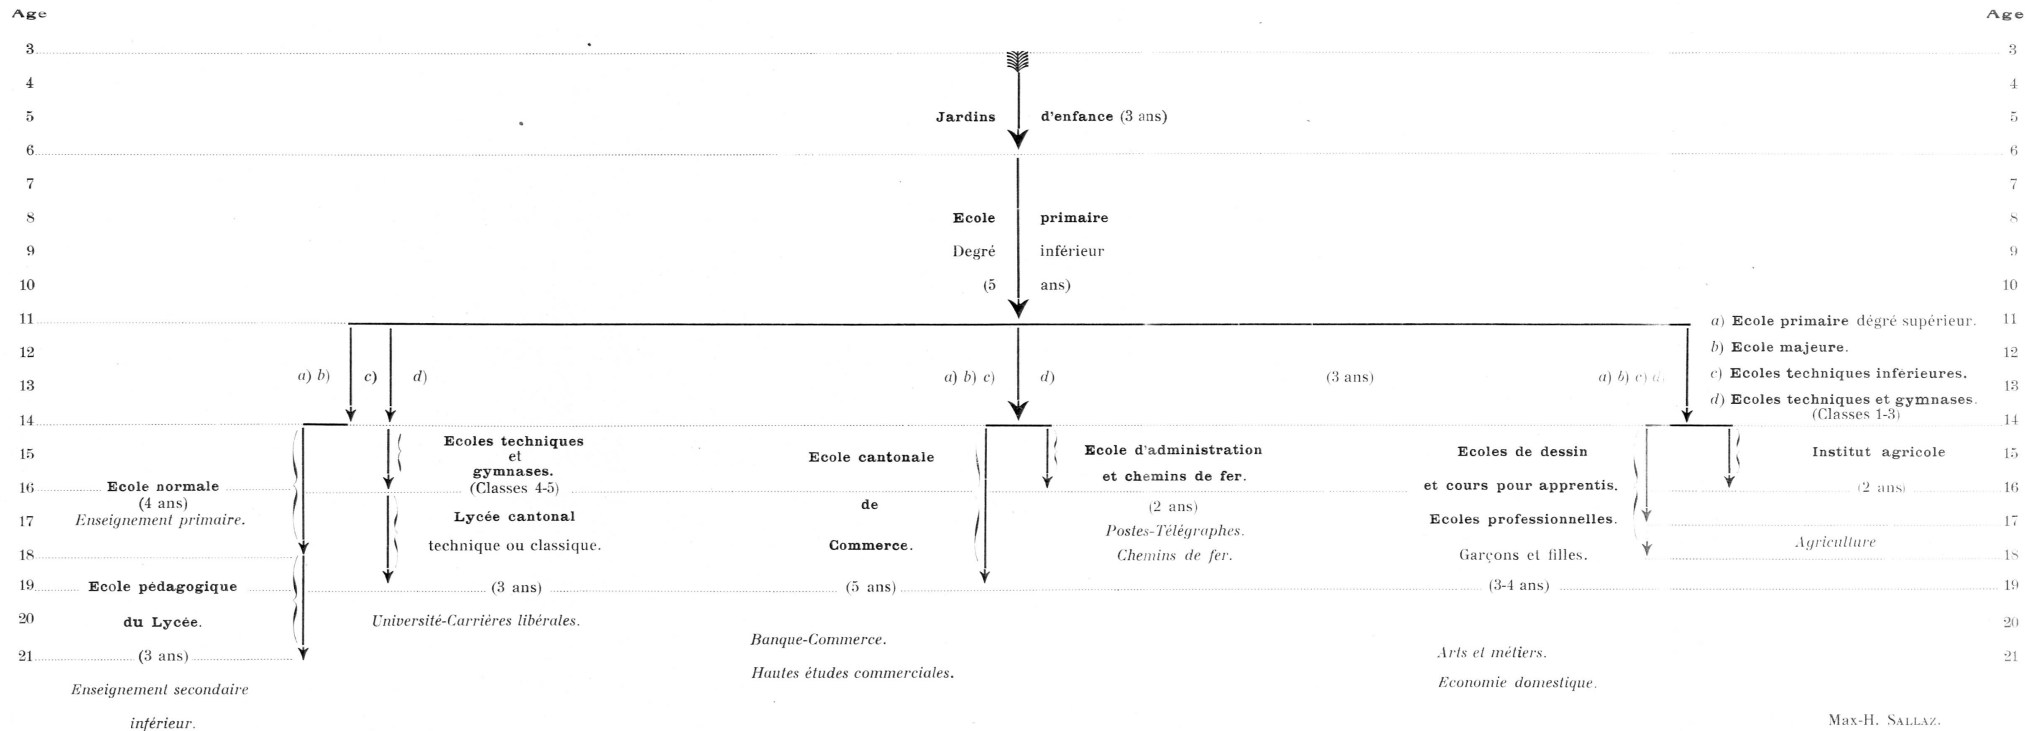 Age Age
3 3
4 4
5 Jardins d'enfance (3 ans) 5
6 6
7 7
8 Ecole primaire 8
9 Degré inférieur 9
10 (5 ans) 10
11 a) Ecole primaire dégré supérieur. 11
12 b) Ecole majeure. 12
a) b) c) d) a) b) c) d) (3 ans) a) b) c) d) c) Ecoles techniques inférieures.
13 13
d) Ecoles techniques et gymnases.
(Classes 1-3)
14 14
Ecoles techniques
et
gymnases.
(Classes 4-5)
Lycée cantonal
technique ou classique.
(3 ans)
Université-Carrières libérales.
15 15
16 16
17 17
18 18
19 19
20 20
21 21
Ecole normale
(4 ans)
Enseignement primaire.
Ecole pédagogique
du Lycée.
(3 ans)
Enseignement secondaire
inférieur.
Ecole cantonale
de
Commerce.
(5 ans)
Banque-Commerce.
Hautes études commerciales.
Ecole d'administration
et chemins de fer.
(2 ans)
Postes-Télégraphes.
Chemins de fer.
Ecoles de dessin
et cours pour apprentis.
Ecoles professionnelles.
Garçons et filles.
(3-4 ans)
Arts et métiers.
Economie domestique.
Institut agricole
(2 ans)
Agriculture
Max-H. SALLAZ.